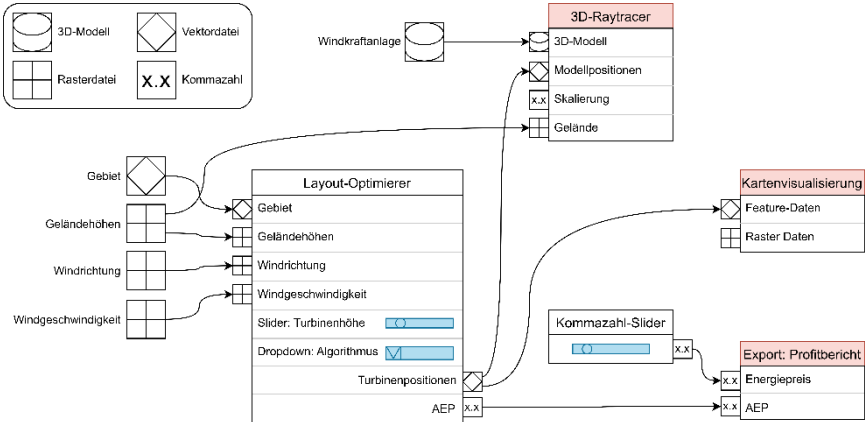 3D-Modell
Vektordatei
Rasterdatei
x.x
Kommazahl
Windkraftanlage
3D-Raytracer
3D-Modell
Modellpositionen
x.x
Skalierung
Gelände
Gebiet
Geländehöhen
Windrichtung
Windgeschwindigkeit
Layout-Optimierer
Gebiet
Geländehöhen
Windrichtung
Windgeschwindigkeit
Slider: Turbinenhöhe
Dropdown: Algorithmus
Turbinenpositionen
AEP
x.x
Kartenvisualisierung
Feature-Daten
Raster Daten
Kommazahl-Slider
x.x
Export: Profitbericht
x.x
Energiepreis
x.x
AEP